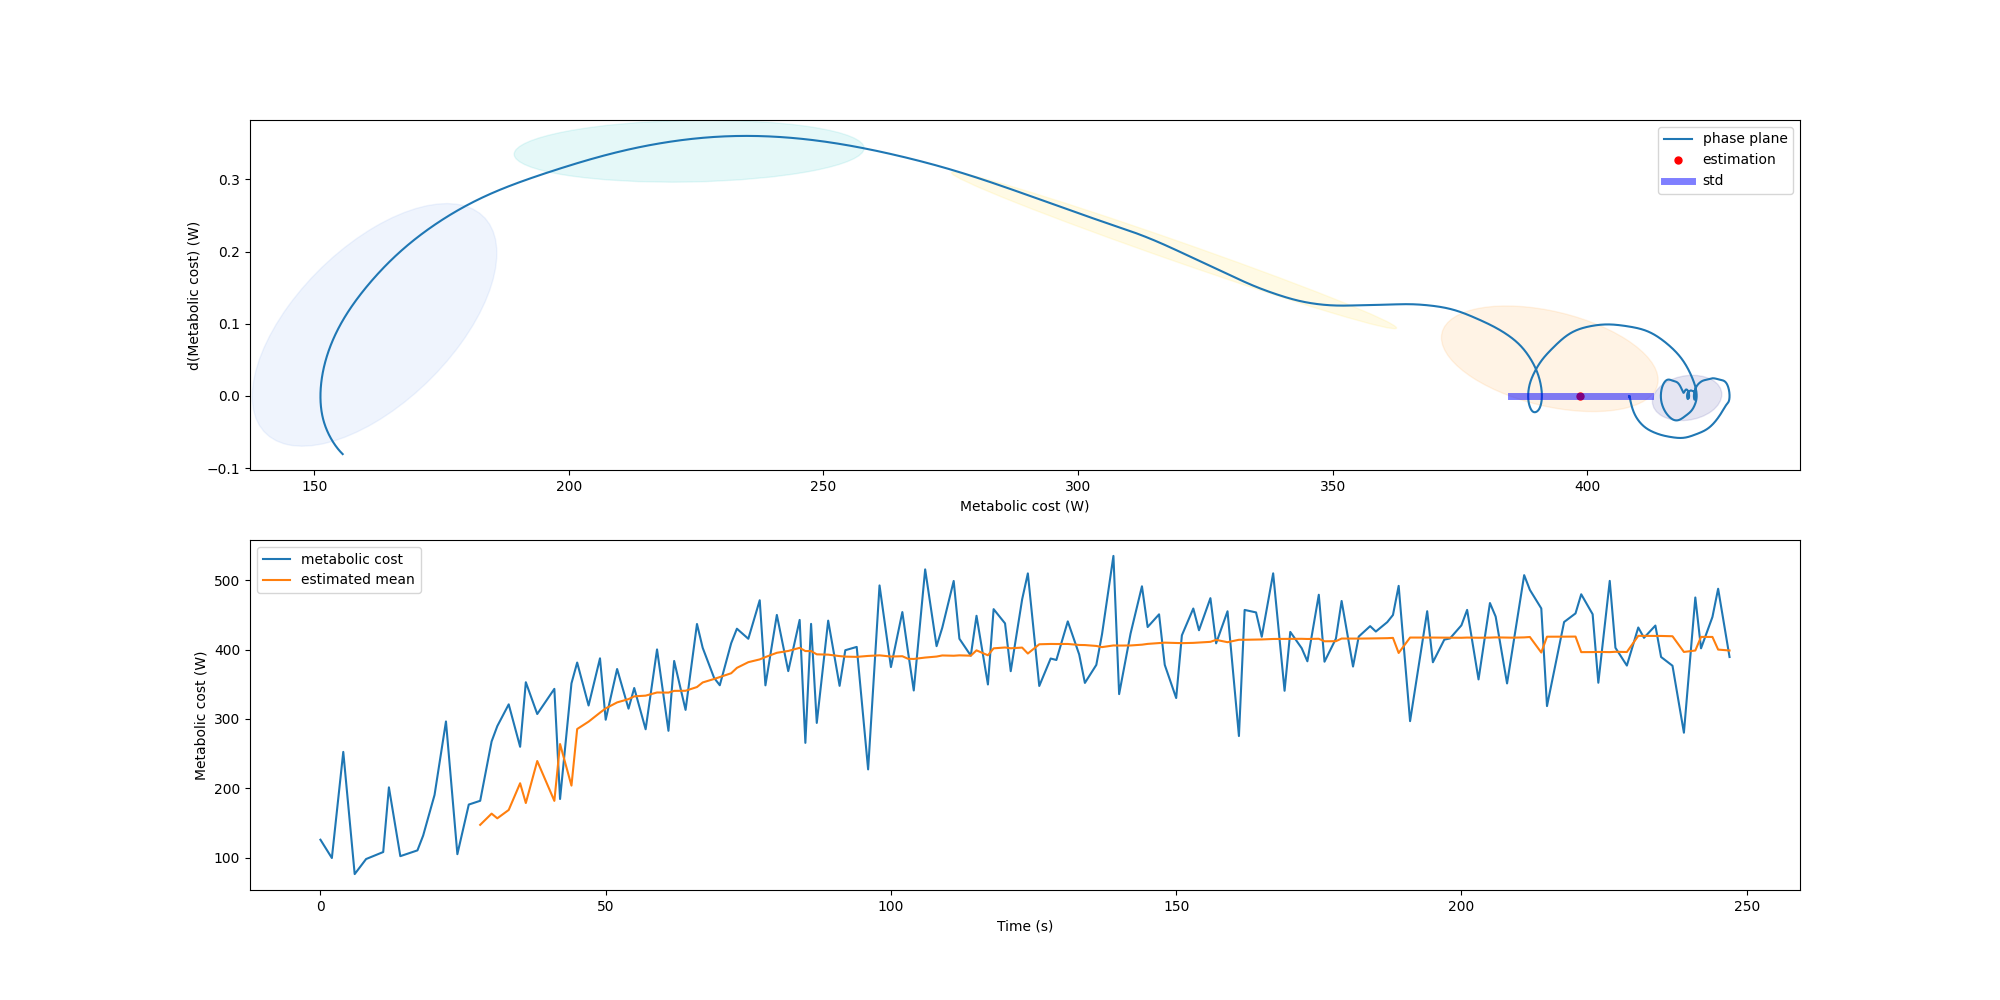 phase plane
estimation
std
d(Metabolic cost) (W)
0.3
0.2
0.1
0.0
−0.1
150 200 250 300 350 400
Metabolic cost (W)
metabolic cost
estimated mean
Metabolic cost (W)
500
400
300
200
100
0 50 100 150 200 250
Time (s)